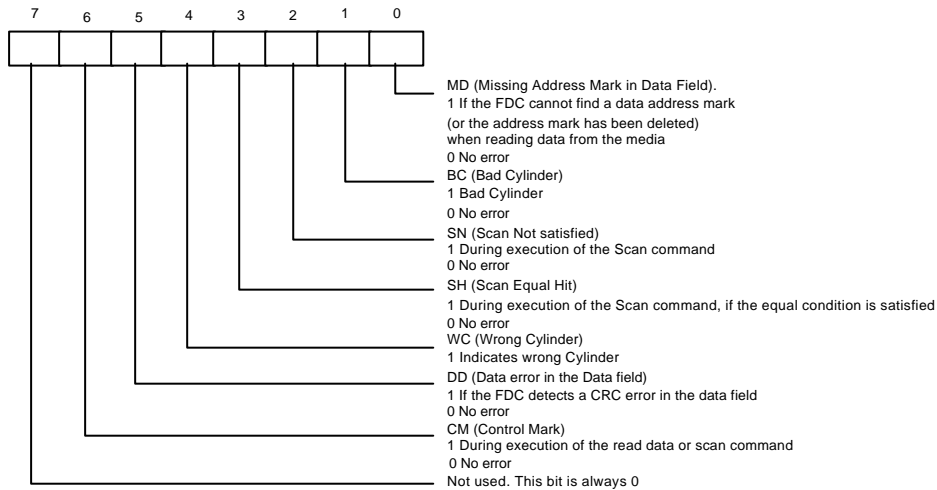 7 6 5 4 3 2 1 0
MD (Missing Address Mark in Data Field).
1 If the FDC cannot find a data address mark
(or the address mark has been deleted)
when reading data from the media
0 No error
BC (Bad Cylinder)
1 Bad Cylinder
0 No error
SN (Scan Not satisfied)
1 During execution of the Scan command
0 No error
SH (Scan Equal Hit)
1 During execution of the Scan command, if the equal condition is satisfied
0 No error
WC (Wrong Cylinder)
1 Indicates wrong Cylinder
DD (Data error in the Data field)
1 If the FDC detects a CRC error in the data field
0 No error
CM (Control Mark)
1 During execution of the read data or scan command
0 No error
Not used. This bit is always 0